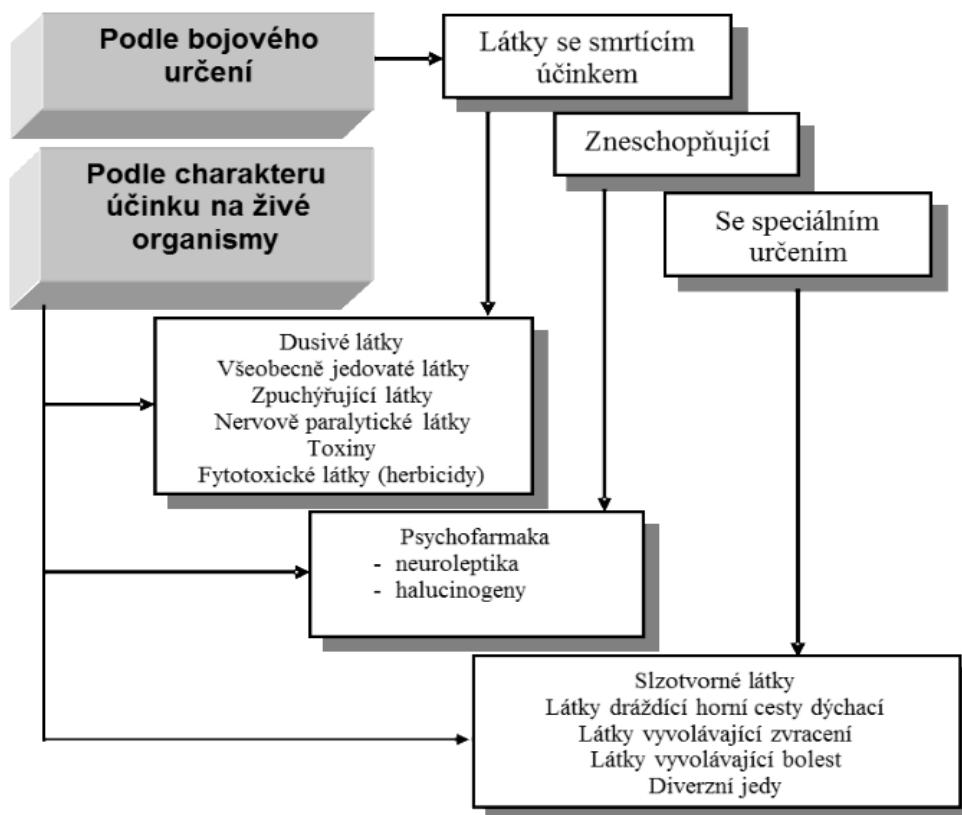 Podle bojového
určení
Látky se smrtícím
účinkem
Zneschopňující
Podle charakteru
účinku na živé
organismy
Se speciálním
určením
Dusivé látky
Všeobecně jedovaté látky
Zpuchýřující látky
Nervově paralytické látky
Toxiny
Fytotoxické látky (herbicidy)
Psychofarmaka
- neuroleptika
- halucinogeny
Slzotvorné látky
Látky dráždící horní cesty dýchací
Látky vyvolávající zvracení
Látky vyvolávající bolest
Diverzní jedy